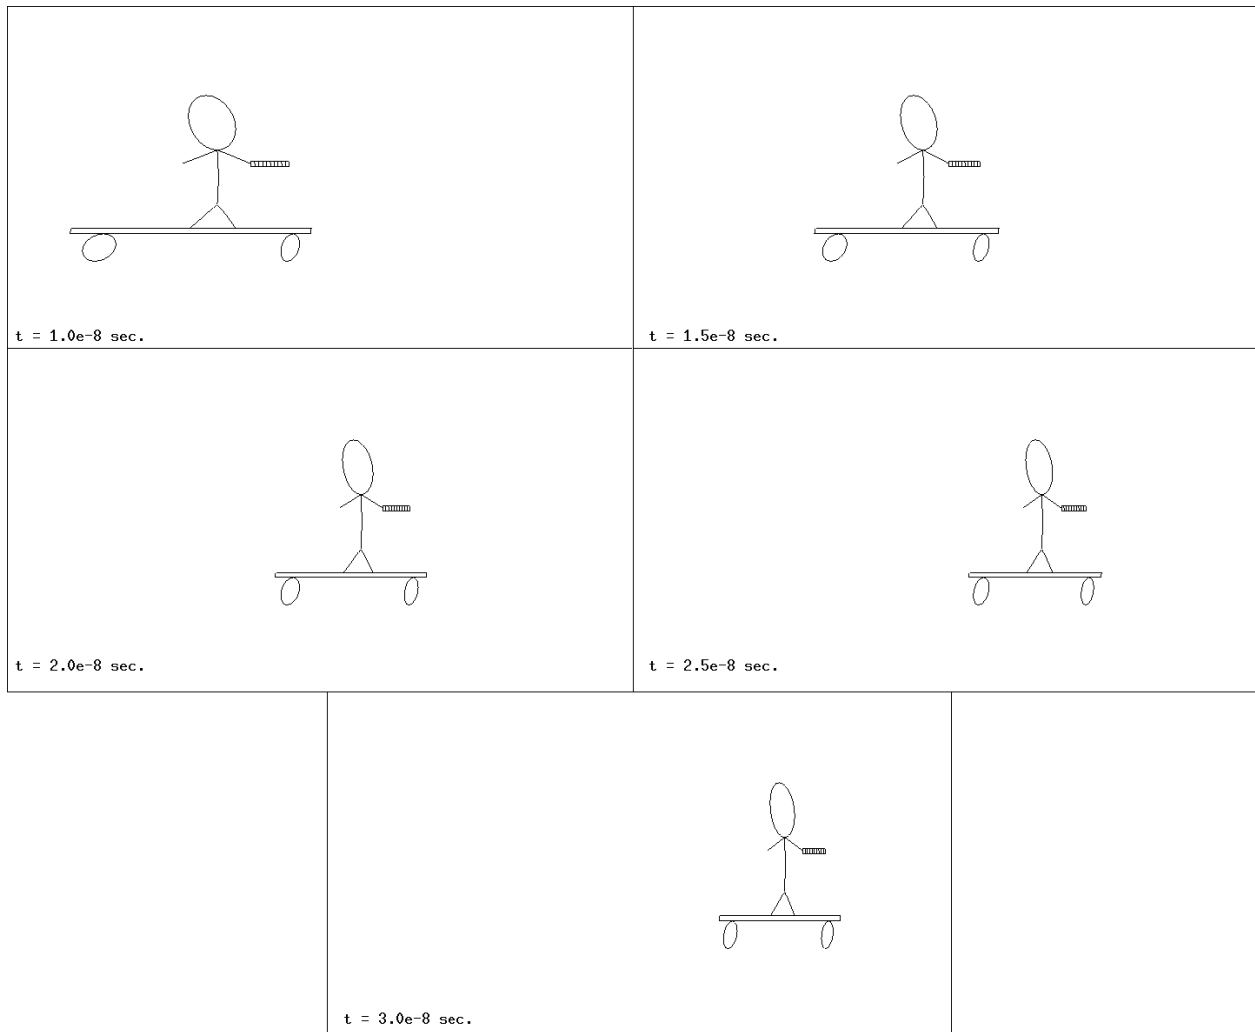 t = 1.0e-8 sec.
t = 1.5e-8 sec.
t = 2.0e-8 sec.
t = 2.5e-8 sec.
t = 3.0e-8 sec.